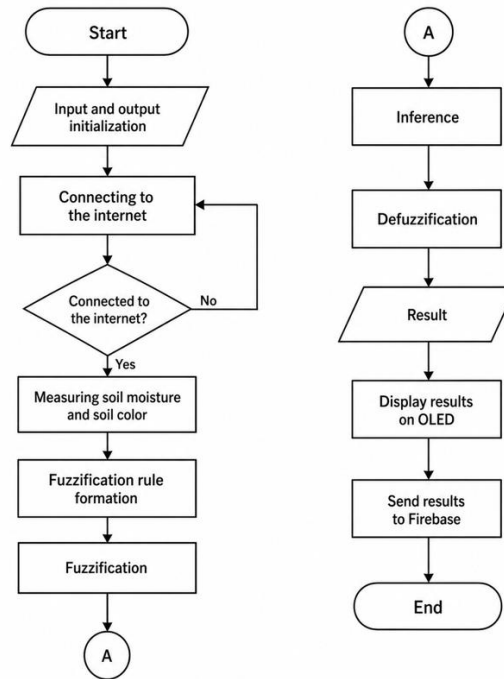 Start
Input and output
initialization
Connecting to
the internet
Connected to
the internet?
No
Yes
Measuring soil moisture
and soil color
Fuzzification rule
formation
Fuzzification
A
A
Inference
Defuzzification
Result
Display results
on OLED
Send results
to Firebase
End